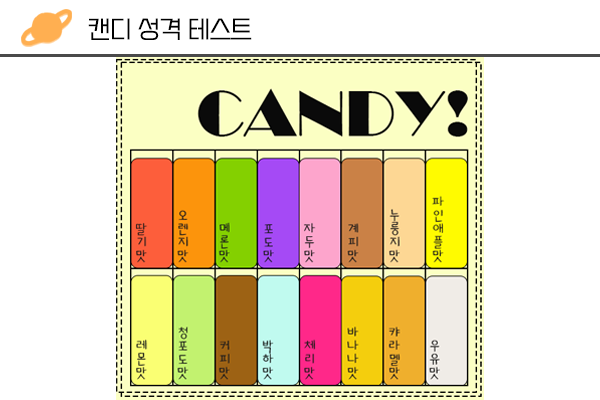 캔디 성격 테스트
CANDY!
딸기맛
오렌지맛
메론맛
포도맛
자두맛
계피맛
누룽지맛
파인애플맛
레몬맛
청포도맛
커피맛
박하맛
체리맛
바나나맛
캬라멜맛
우유맛